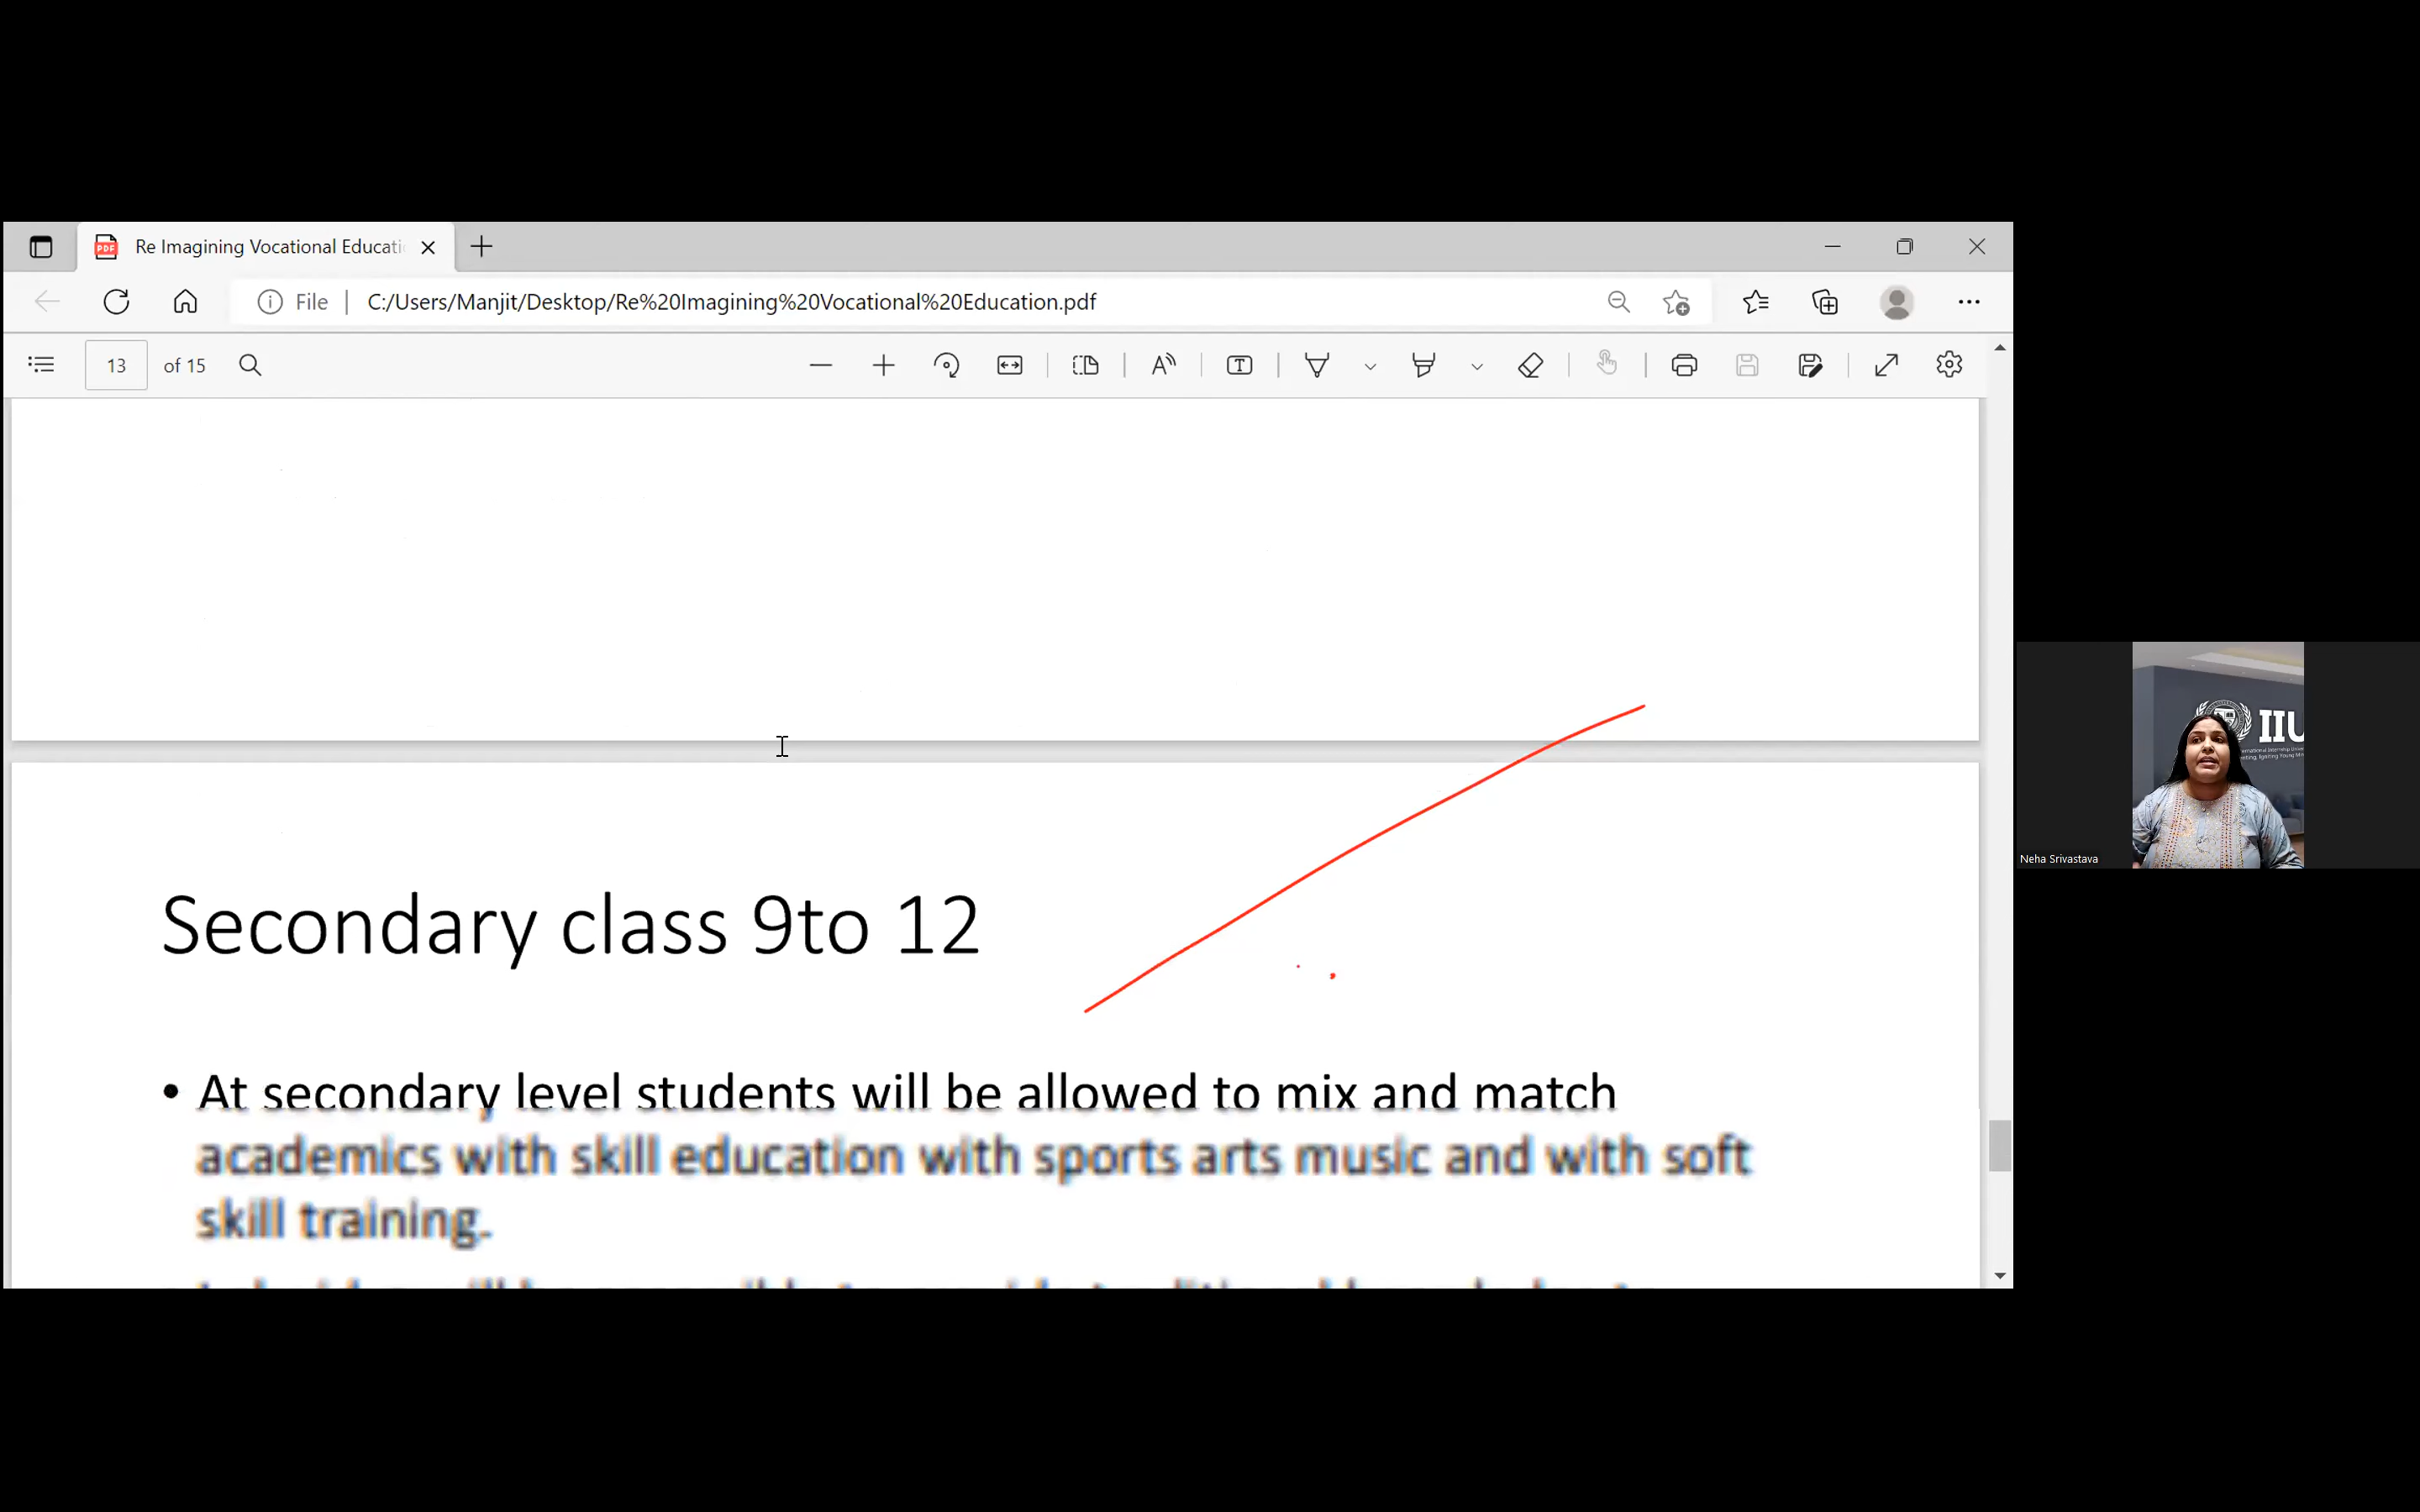 Re Imagining Vocational Educati
File
C:/Users/Manjit/Desktop/Re%20Imagining%20Vocational%20Education.pdf
13 of 15
Secondary class 9to 12
• At secondary level students will be allowed to mix and match
academics with skill education with sports arts music and with soft
skill training.
IIU
Neha Srivastava